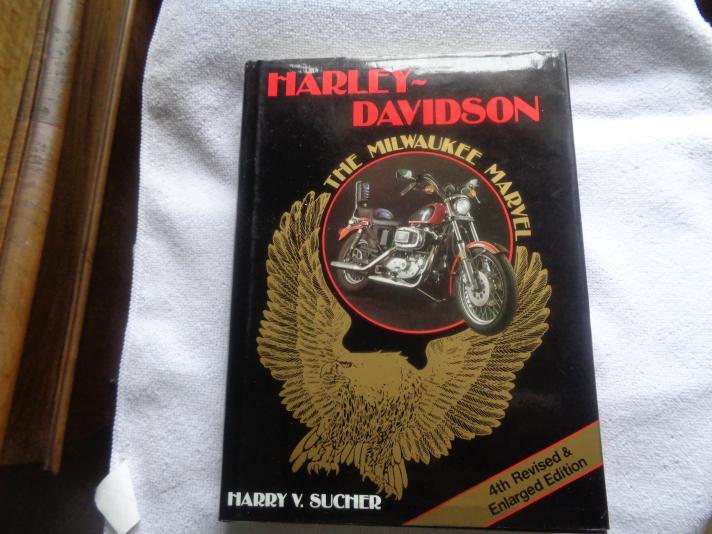 HARLEY~
DAVIDSON
THE MILWAUKEE MARVEL
4th Revised &
Enlarged Edition
HARRY V. SUCHER